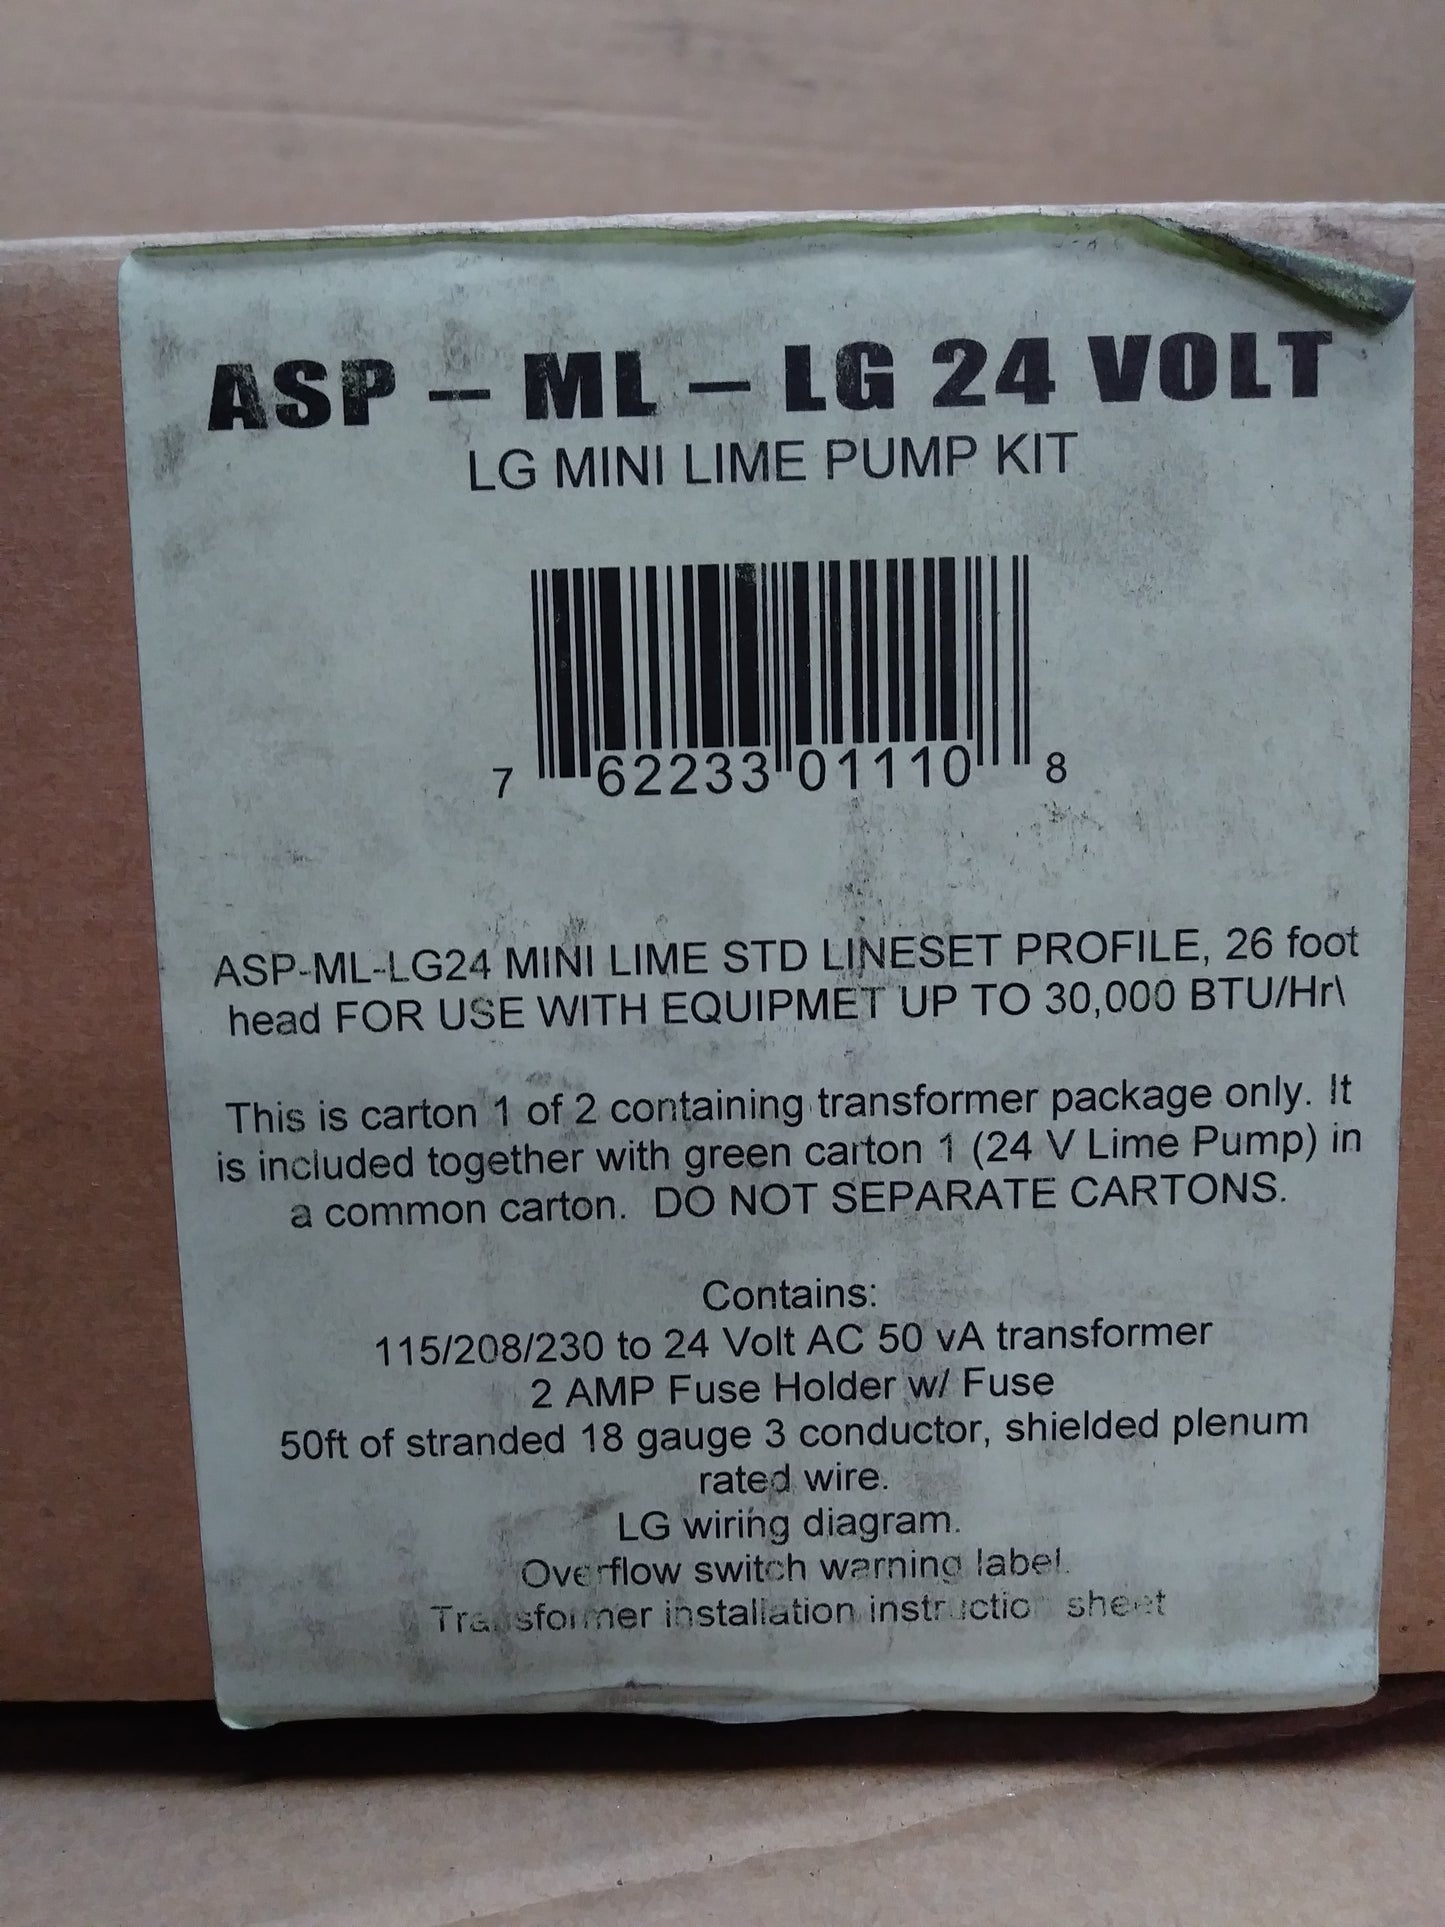 ASP – ML – LG 24 VOLT
LG MINI LIME PUMP KIT
7 62233 01110 8
ASP-ML-LG24 MINI LIME STD LINESET PROFILE, 26 foot
head FOR USE WITH EQUIPMET UP TO 30,000 BTU/Hr\
This is carton 1 of 2 containing transformer package only. It
is included together with green carton 1 (24 V Lime Pump) in
a common carton. DO NOT SEPARATE CARTONS.
Contains:
115/208/230 to 24 Volt AC 50 vA transformer
2 AMP Fuse Holder w/ Fuse
50ft of stranded 18 gauge 3 conductor, shielded plenum
rated wire.
LG wiring diagram.
Overflow switch warning label.
Transformer installation instruction sheet